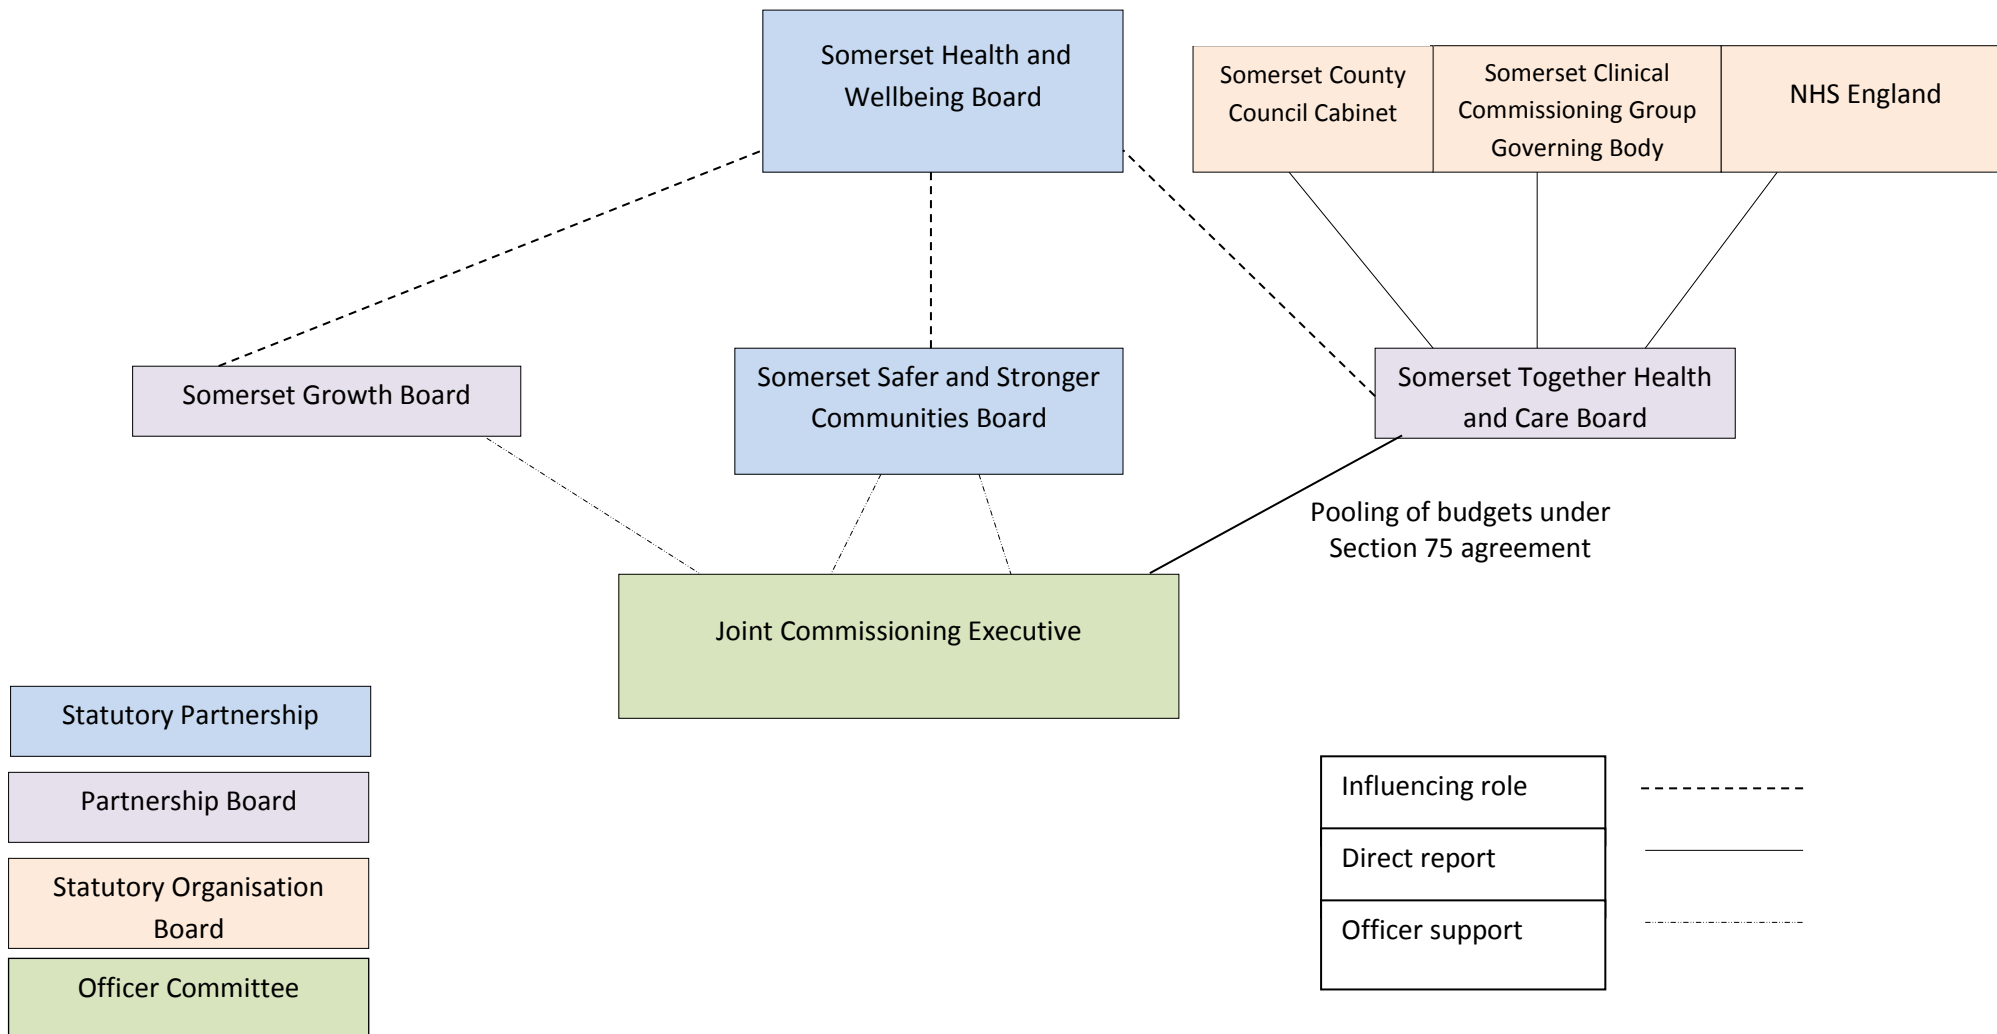 Somerset Health and
Wellbeing Board
Somerset County
Council Cabinet
Somerset Clinical
Commissioning Group
Governing Body
NHS England
Somerset Growth Board
Somerset Safer and Stronger
Communities Board
Somerset Together Health
and Care Board
Pooling of budgets under
Section 75 agreement
Joint Commissioning Executive
Statutory Partnership
Partnership Board
Statutory Organisation
Board
Officer Committee
Influencing role
Direct report
Officer support